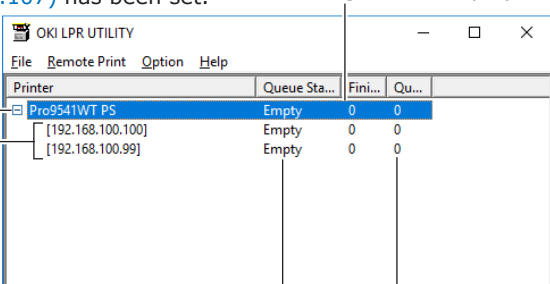 .107) has been set.
OKI LPR UTILITY
File Remote Print Option Help
Printer Queue Sta... Fini... Qu...
Pro9541WT PS Empty 0 0
[192.168.100.100] Empty 0 0
[192.168.100.99] Empty 0 0